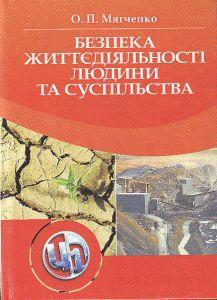 О. П. Мягченко
БЕЗПЕКА
ЖИТТЄДІЯЛЬНОСТІ
ЛЮДИНИ
ТА СУСПІЛЬСТВА